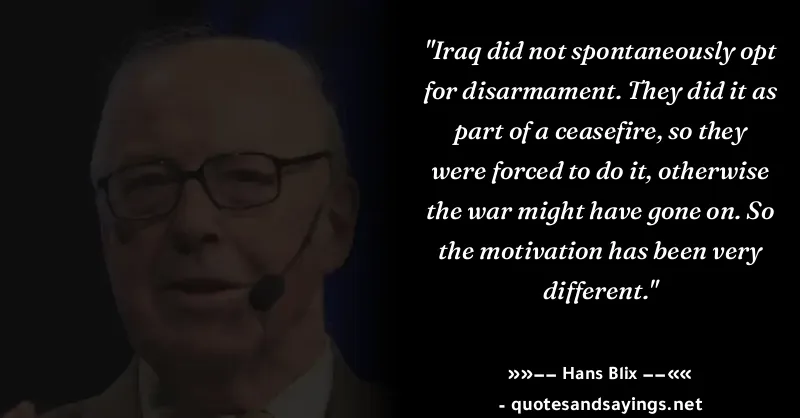 "Iraq did not spontaneously opt
for disarmament. They did it as
part of a ceasefire, so they
were forced to do it, otherwise
the war might have gone on. So
the motivation has been very
different."
»»−− Hans Blix −−««
- quotesandsayings.net